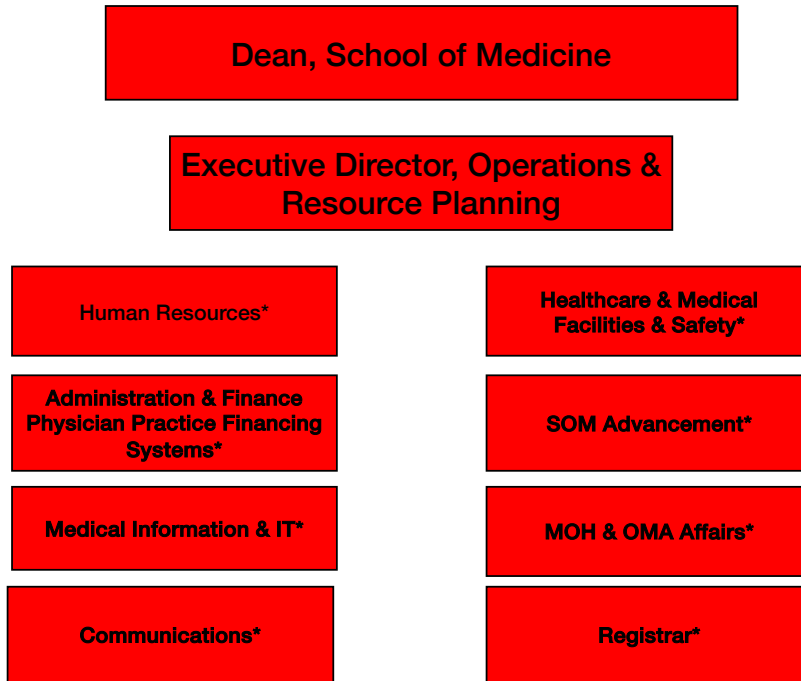 Dean, School of Medicine
Executive Director, Operations &
Resource Planning
Human Resources*
Healthcare & Medical
Facilities & Safety*
Administration & Finance
Physician Practice Financing
Systems*
SOM Advancement*
Medical Information & IT*
MOH & OMA Affairs*
Communications*
Registrar*